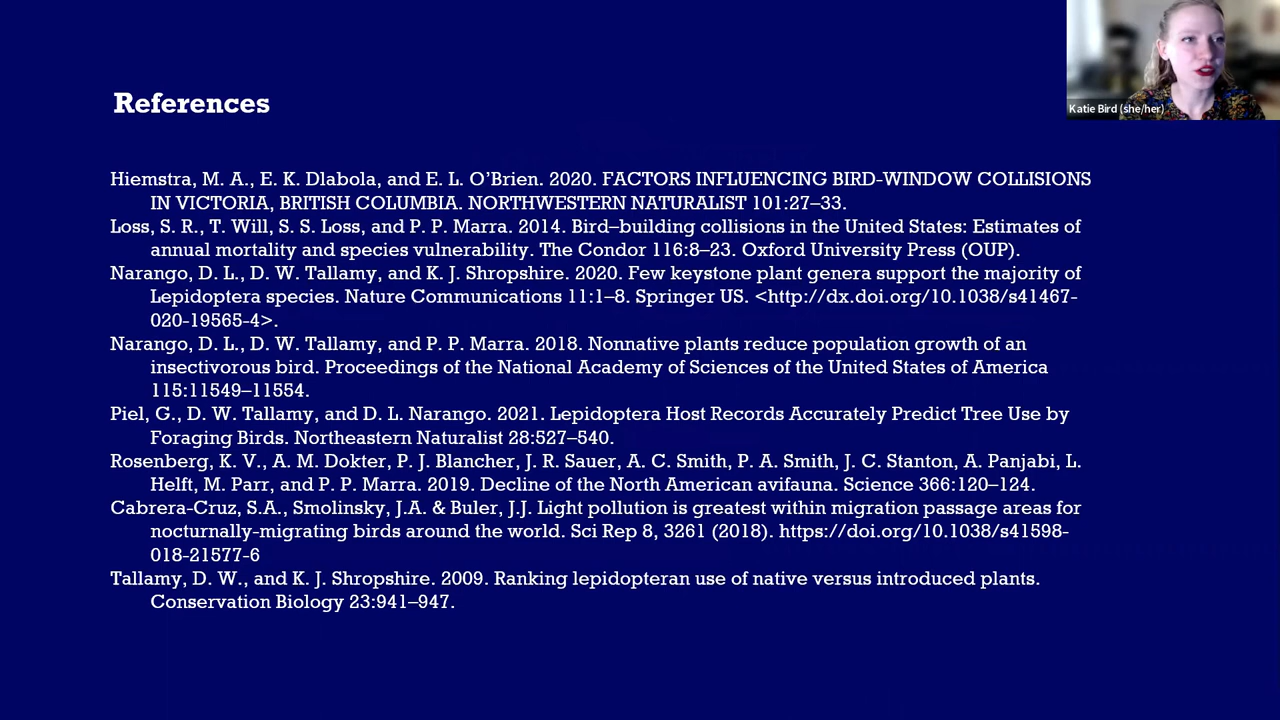 References
Katie Bird (she/her)
Hiemstra, M. A., E. K. Dlabola, and E. L. O’Brien. 2020. FACTORS INFLUENCING BIRD-WINDOW COLLISIONS
IN VICTORIA, BRITISH COLUMBIA. NORTHWESTERN NATURALIST 101:27–33.
Loss, S. R., T. Will, S. S. Loss, and P. P. Marra. 2014. Bird–building collisions in the United States: Estimates of
annual mortality and species vulnerability. The Condor 116:8–23. Oxford University Press (OUP).
Narango, D. L., D. W. Tallamy, and K. J. Shropshire. 2020. Few keystone plant genera support the majority of
Lepidoptera species. Nature Communications 11:1–8. Springer US. <http://dx.doi.org/10.1038/s41467-
020-19565-4>.
Narango, D. L., D. W. Tallamy, and P. P. Marra. 2018. Nonnative plants reduce population growth of an
insectivorous bird. Proceedings of the National Academy of Sciences of the United States of America
115:11549–11554.
Piel, G., D. W. Tallamy, and D. L. Narango. 2021. Lepidoptera Host Records Accurately Predict Tree Use by
Foraging Birds. Northeastern Naturalist 28:527–540.
Rosenberg, K. V., A. M. Dokter, P. J. Blancher, J. R. Sauer, A. C. Smith, P. A. Smith, J. C. Stanton, A. Panjabi, L.
Helft, M. Parr, and P. P. Marra. 2019. Decline of the North American avifauna. Science 366:120–124.
Cabrera-Cruz, S.A., Smolinsky, J.A. & Buler, J.J. Light pollution is greatest within migration passage areas for
nocturnally-migrating birds around the world. Sci Rep 8, 3261 (2018). https://doi.org/10.1038/s41598-
018-21577-6
Tallamy, D. W., and K. J. Shropshire. 2009. Ranking lepidopteran use of native versus introduced plants.
Conservation Biology 23:941–947.